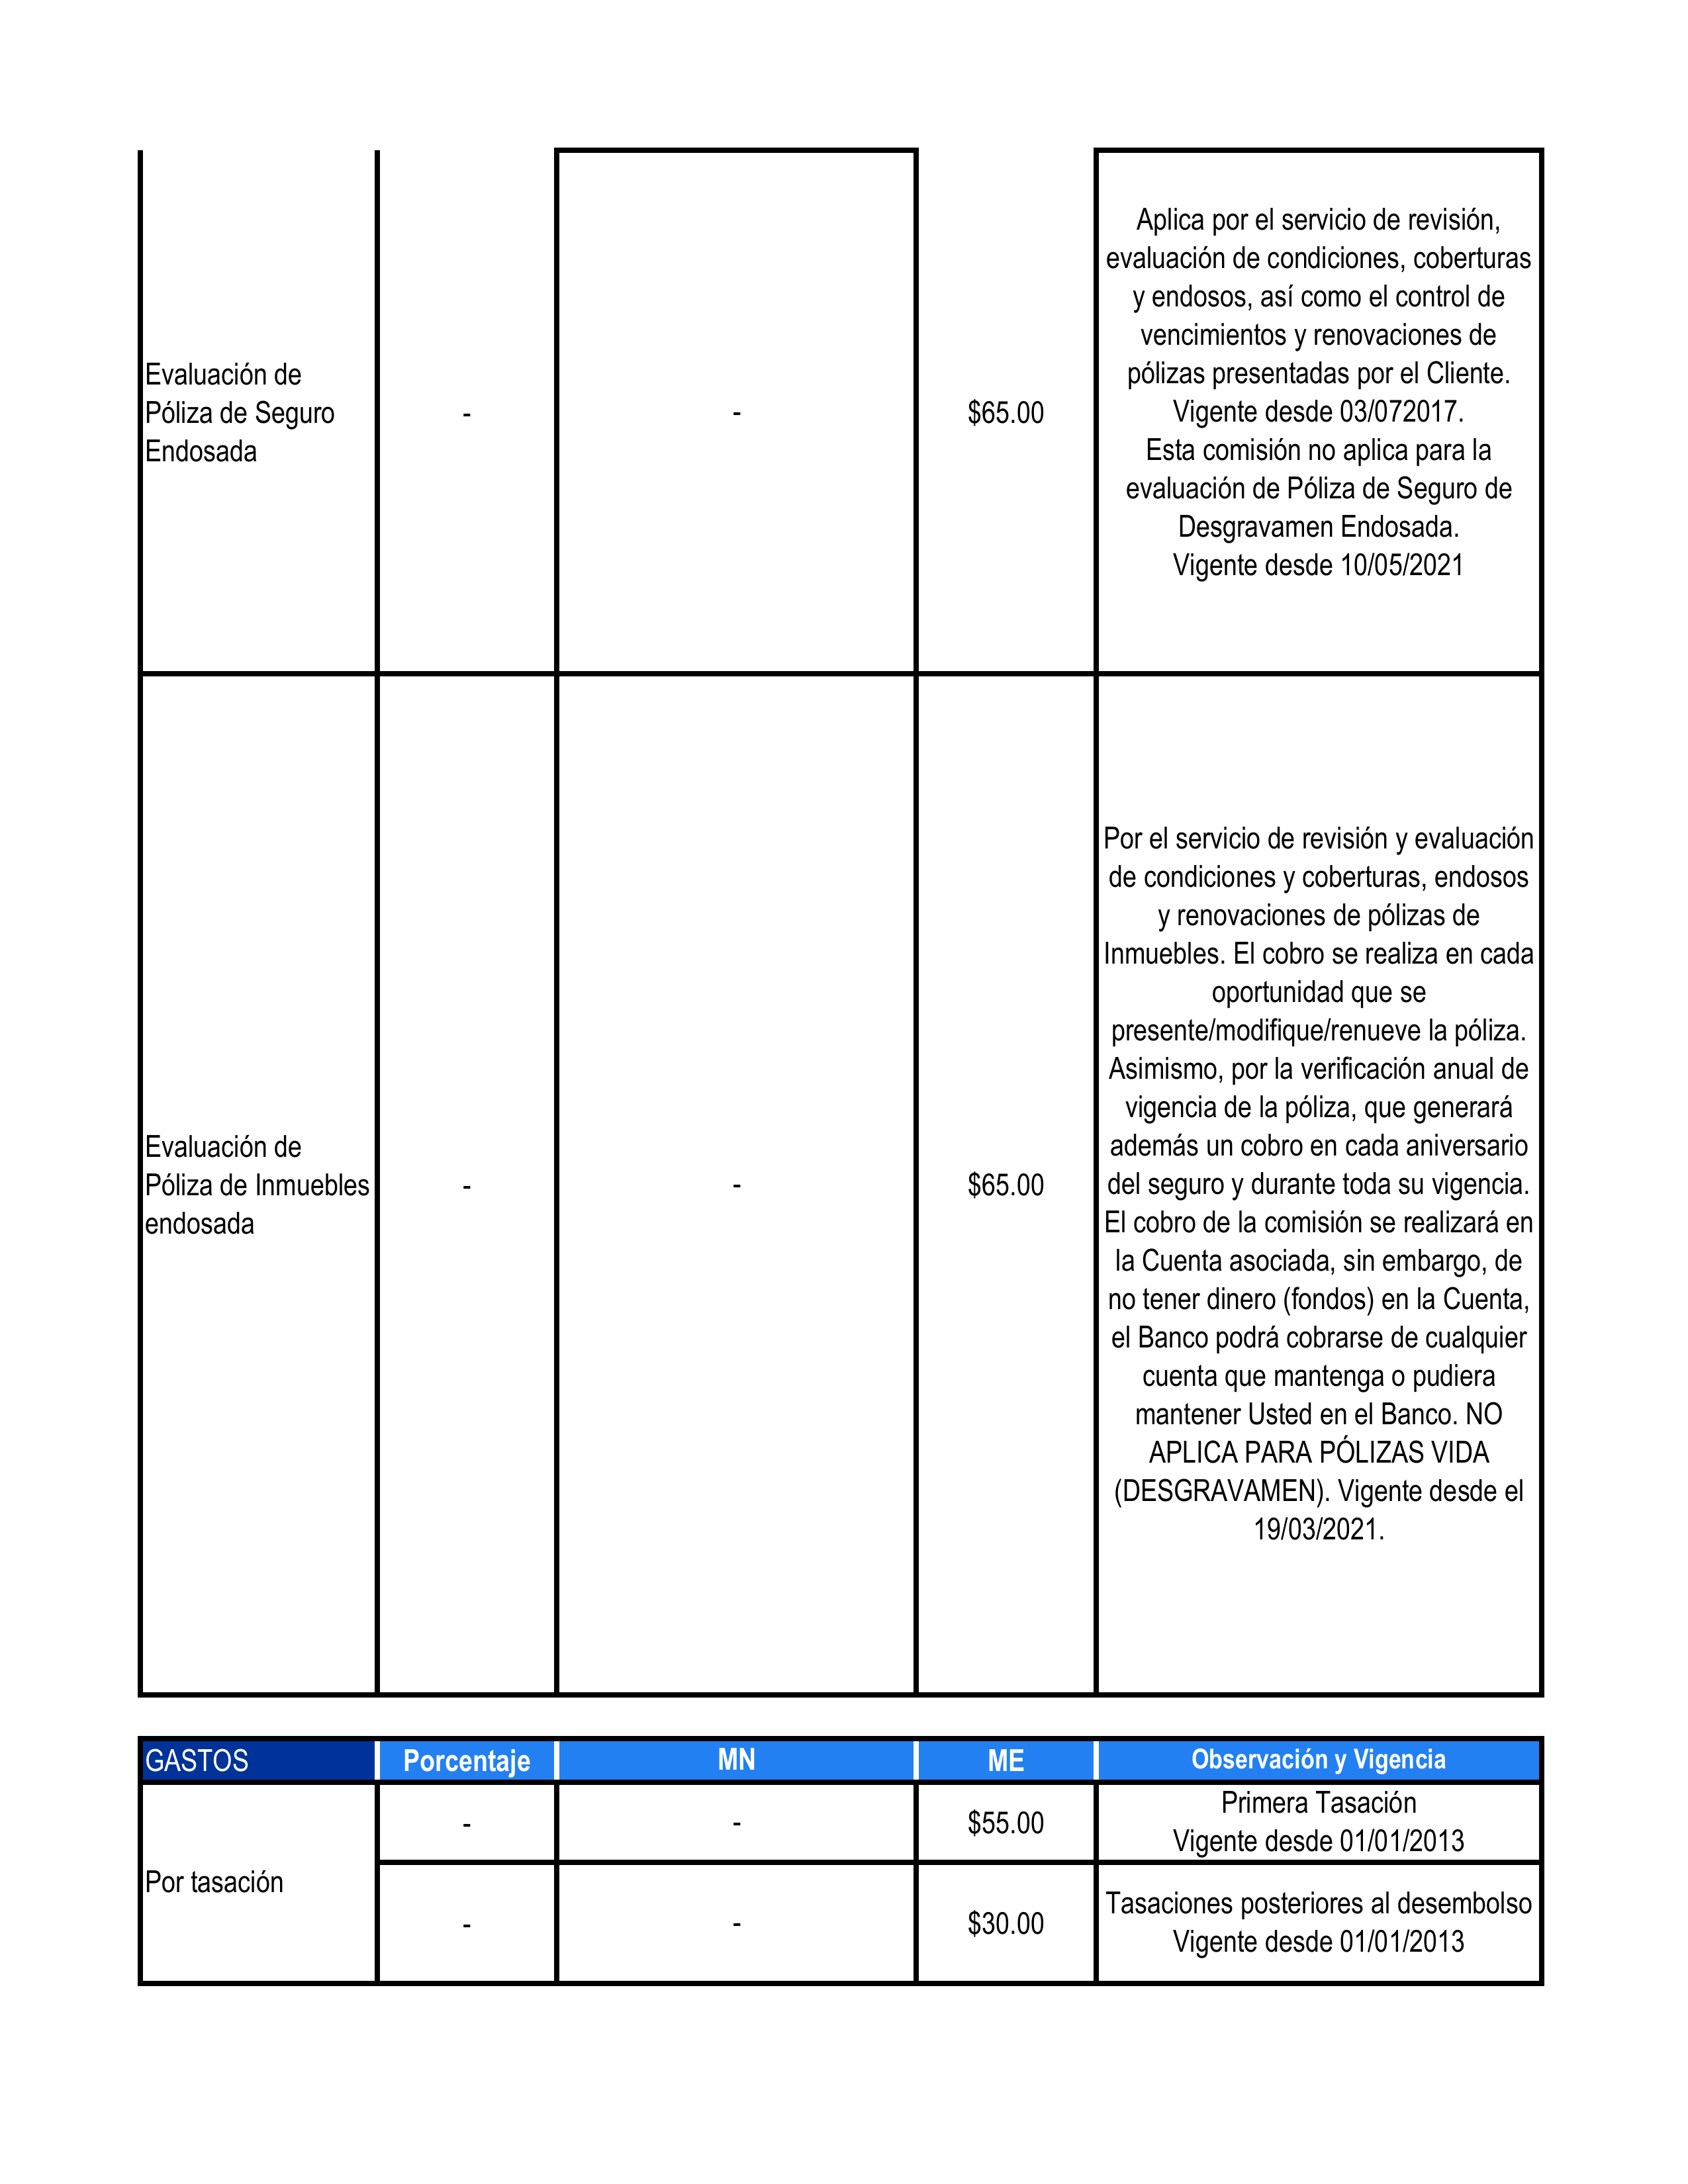 Evaluación de
Póliza de Seguro
Endosada
-
-
$65.00
Aplica por el servicio de revisión,
evaluación de condiciones, coberturas
y endosos, así como el control de
vencimientos y renovaciones de
pólizas presentadas por el Cliente.
Vigente desde 03/072017.
Esta comisión no aplica para la
evaluación de Póliza de Seguro de
Desgravamen Endosada.
Vigente desde 10/05/2021
Evaluación de
Póliza de Inmuebles
endosada
-
-
$65.00
Por el servicio de revisión y evaluación
de condiciones y coberturas, endosos
y renovaciones de pólizas de
Inmuebles. El cobro se realiza en cada
oportunidad que se
presente/modifique/renueve la póliza.
Asimismo, por la verificación anual de
vigencia de la póliza, que generará
además un cobro en cada aniversario
del seguro y durante toda su vigencia.
El cobro de la comisión se realizará en
la Cuenta asociada, sin embargo, de
no tener dinero (fondos) en la Cuenta,
el Banco podrá cobrarse de cualquier
cuenta que mantenga o pudiera
mantener Usted en el Banco. NO
APLICA PARA PÓLIZAS VIDA
(DESGRAVAMEN). Vigente desde el
19/03/2021.
GASTOS
Porcentaje
MN
ME
Observación y Vigencia
Por tasación
-
-
$55.00
Primera Tasación
Vigente desde 01/01/2013
-
-
$30.00
Tasaciones posteriores al desembolso
Vigente desde 01/01/2013